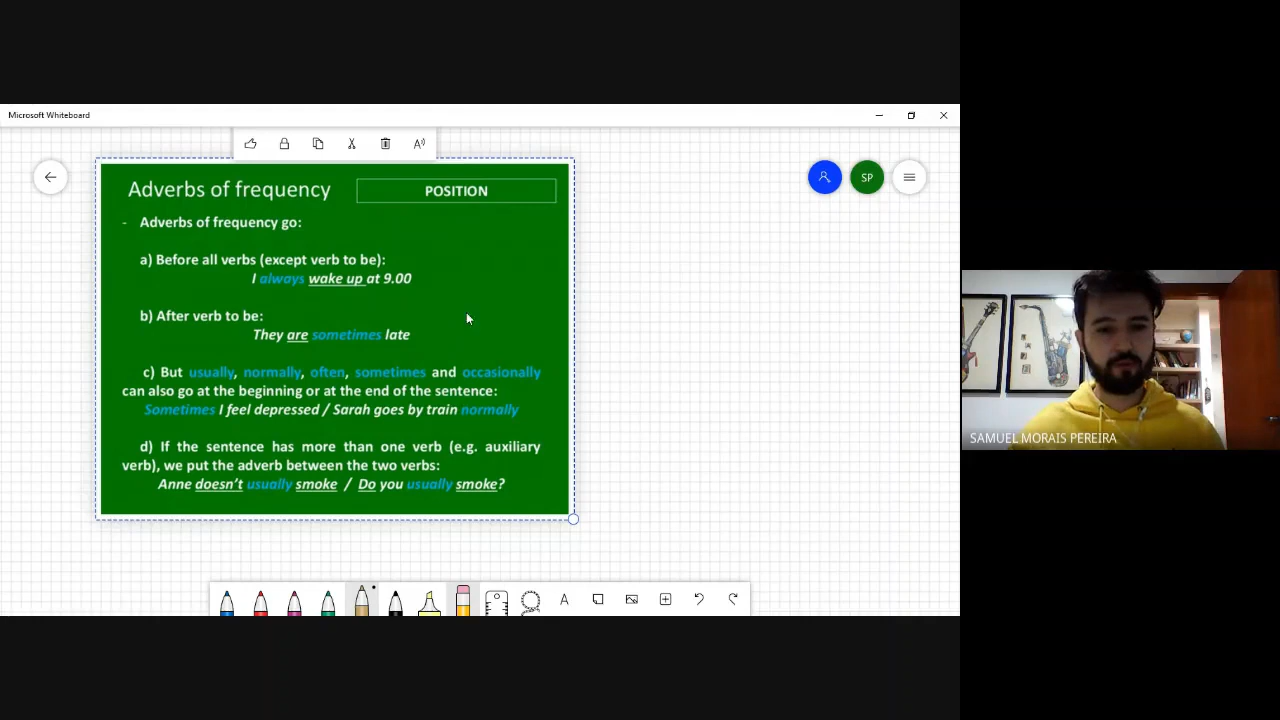 Microsoft Whiteboard
SP
Adverbs of frequency
POSITION
- Adverbs of frequency go:
a) Before all verbs (except verb to be):
I always wake up at 9.00
b) After verb to be:
They are sometimes late
c) But usually, normally, often, sometimes and occasionally
can also go at the beginning or at the end of the sentence:
Sometimes I feel depressed / Sarah goes by train normally
d) If the sentence has more than one verb (e.g. auxiliary
verb), we put the adverb between the two verbs:
Anne doesn't usually smoke / Do you usually smoke?
A
SAMUEL MORAIS PEREIRA